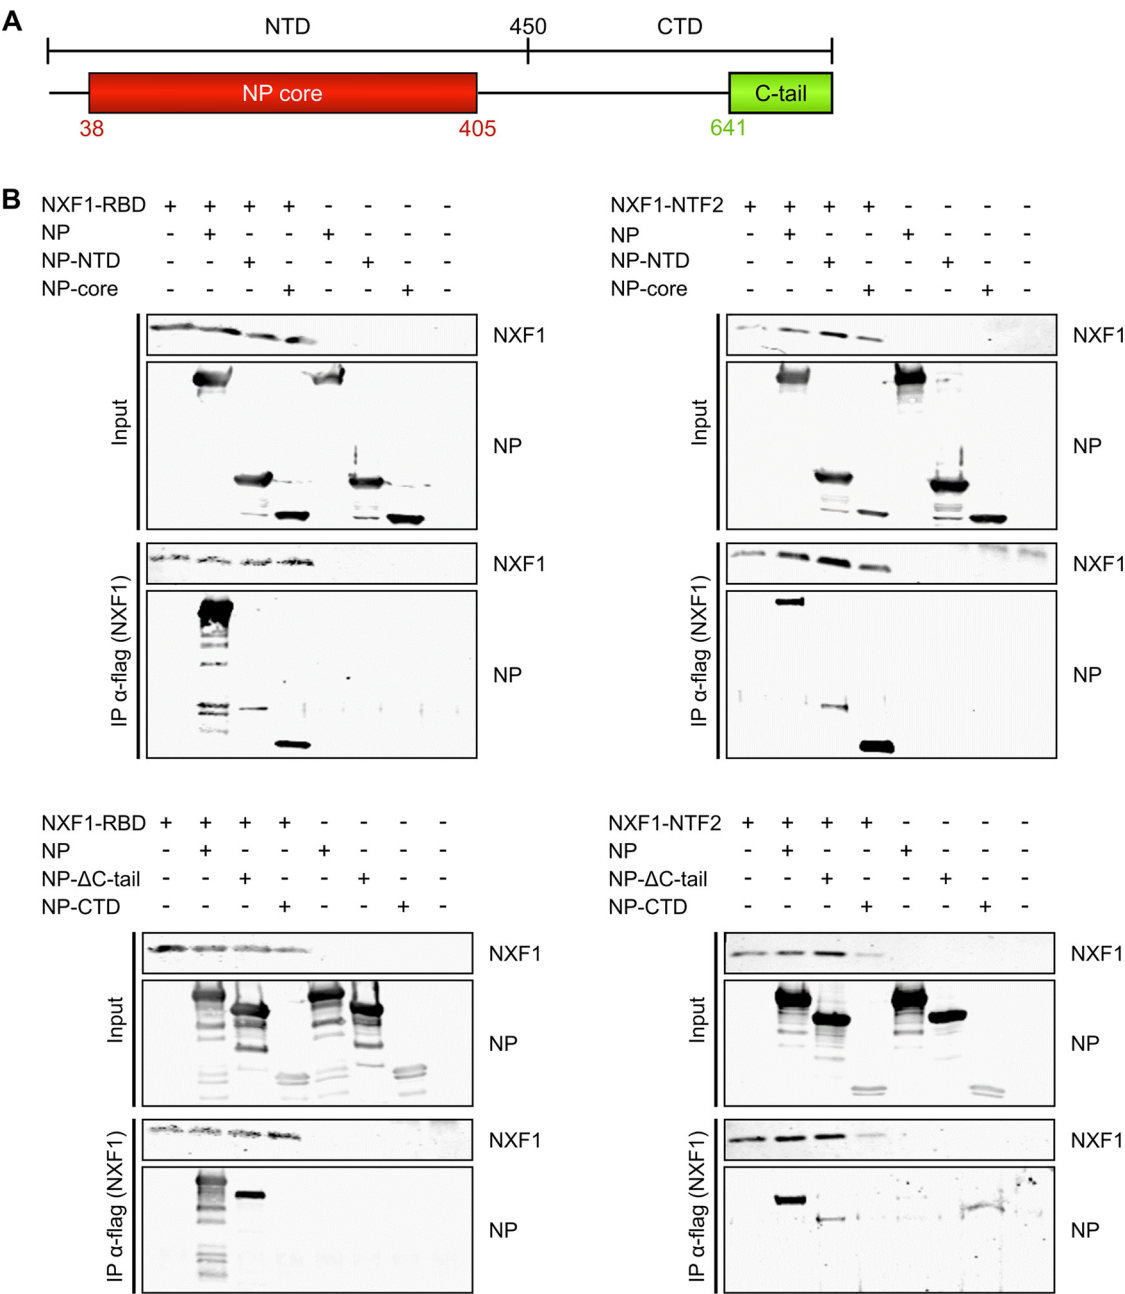 A
NTD 450 CTD
NP core C-tail
38 405 641
B
NXF1-RBD + + + + - - - -
NP - + - - + - - -
NP-NTD - - + - - + - -
NP-core - - - + - - + -
Input
NXF1
NP
IP α-flag (NXF1)
NXF1
NP
NXF1-NTF2 + + + + - - - -
NP - + - - + - - -
NP-NTD - - + - - + - -
NP-core - - - + - - + -
Input
NXF1
NP
IP α-flag (NXF1)
NXF1
NP
NXF1-RBD + + + + - - - -
NP - + - - + - - -
NP-ΔC-tail - - + - - + - -
NP-CTD - - - + - - + -
Input
NXF1
NP
IP α-flag (NXF1)
NXF1
NP
NXF1-NTF2 + + + + - - - -
NP - + - - + - - -
NP-ΔC-tail - - + - - + - -
NP-CTD - - - + - - + -
Input
NXF1
NP
IP α-flag (NXF1)
NXF1
NP